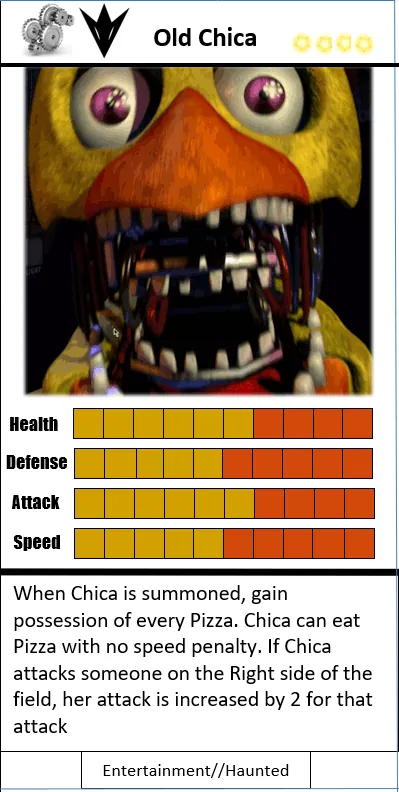 Old Chica
Health
Defense
Attack
Speed
When Chica is summoned, gain
possession of every Pizza. Chica can eat
Pizza with no speed penalty. If Chica
attacks someone on the Right side of the
field, her attack is increased by 2 for that
attack
Entertainment//Haunted